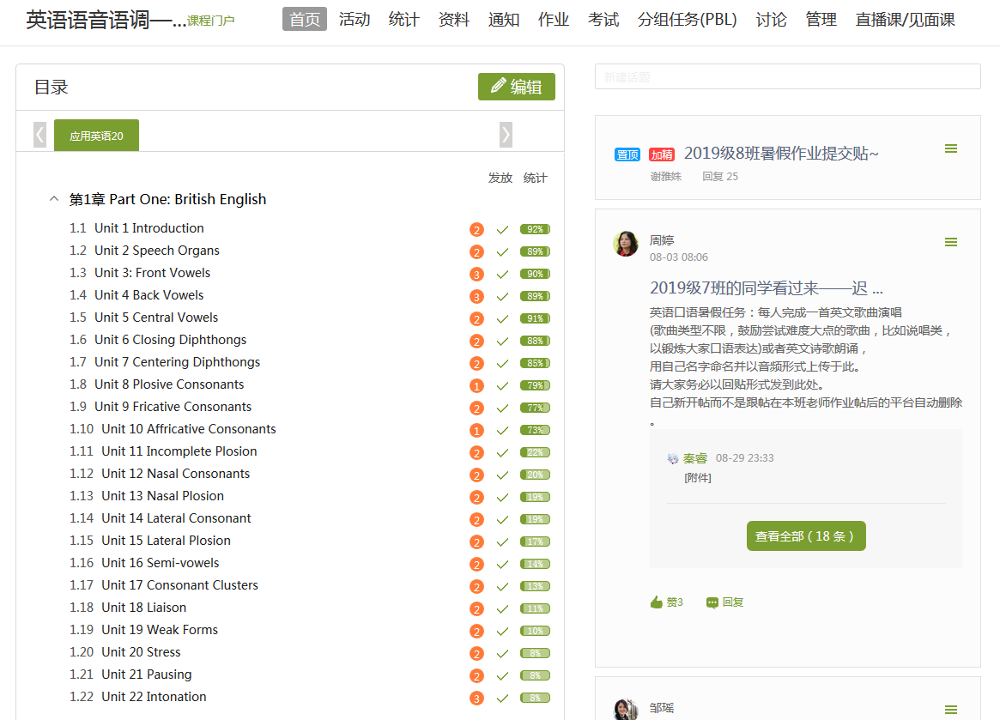 英语语音语调—...课程门户
首页 活动 统计 资料 通知 作业 考试 分组任务(PBL) 讨论 管理 直播课/见面课
目录
编辑
应用英语20
发放 统计
第1章 Part One: British English
1.1 Unit 1 Introduction 2 92%
1.2 Unit 2 Speech Organs 2 89%
1.3 Unit 3: Front Vowels 3 90%
1.4 Unit 4 Back Vowels 3 89%
1.5 Unit 5 Central Vowels 2 91%
1.6 Unit 6 Closing Diphthongs 2 88%
1.7 Unit 7 Centering Diphthongs 2 85%
1.8 Unit 8 Plosive Consonants 1 79%
1.9 Unit 9 Fricative Consonants 2 77%
1.10 Unit 10 Affricative Consonants 1 73%
1.11 Unit 11 Incomplete Plosion 2 22%
1.12 Unit 12 Nasal Consonants 2 20%
1.13 Unit 13 Nasal Plosion 2 19%
1.14 Unit 14 Lateral Consonant 2 19%
1.15 Unit 15 Lateral Plosion 2 17%
1.16 Unit 16 Semi-vowels 2 14%
1.17 Unit 17 Consonant Clusters 2 13%
1.18 Unit 18 Liaison 2 11%
1.19 Unit 19 Weak Forms 2 10%
1.20 Unit 20 Stress 2 8%
1.21 Unit 21 Pausing 2 8%
1.22 Unit 22 Intonation 3 8%
新建话题
置顶 加精 2019级8班暑假作业提交贴~
谢雅姝 回复 25
周婷
08-03 08:06
2019级7班的同学看过来——迟 ...
英语口语暑假任务：每人完成一首英文歌曲演唱
(歌曲类型不限，鼓励尝试难度大点的歌曲，比如说唱类，
以锻炼大家口语表达)或者英文诗歌朗诵，
用自己名字命名并以音频形式上传于此。
请大家务必以回贴形式发到此处。
自己新开帖而不是跟帖在本班老师作业帖后的平台自动删除
。
秦睿 08-29 23:33
[附件]
查看全部（18 条）
赞3 回复
邹瑶